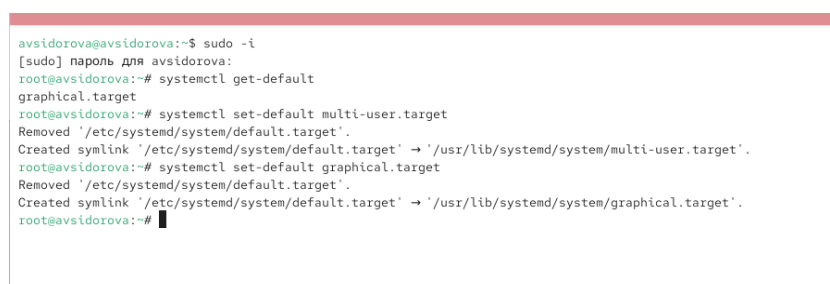 avsidorova@avsidorova:~$ sudo -i
[sudo] пароль для avsidorova:
root@avsidorova:~# systemctl get-default
graphical.target
root@avsidorova:~# systemctl set-default multi-user.target
Removed '/etc/systemd/system/default.target'.
Created symlink '/etc/systemd/system/default.target' → '/usr/lib/systemd/system/multi-user.target'.
root@avsidorova:~# systemctl set-default graphical.target
Removed '/etc/systemd/system/default.target'.
Created symlink '/etc/systemd/system/default.target' → '/usr/lib/systemd/system/graphical.target'.
root@avsidorova:~#